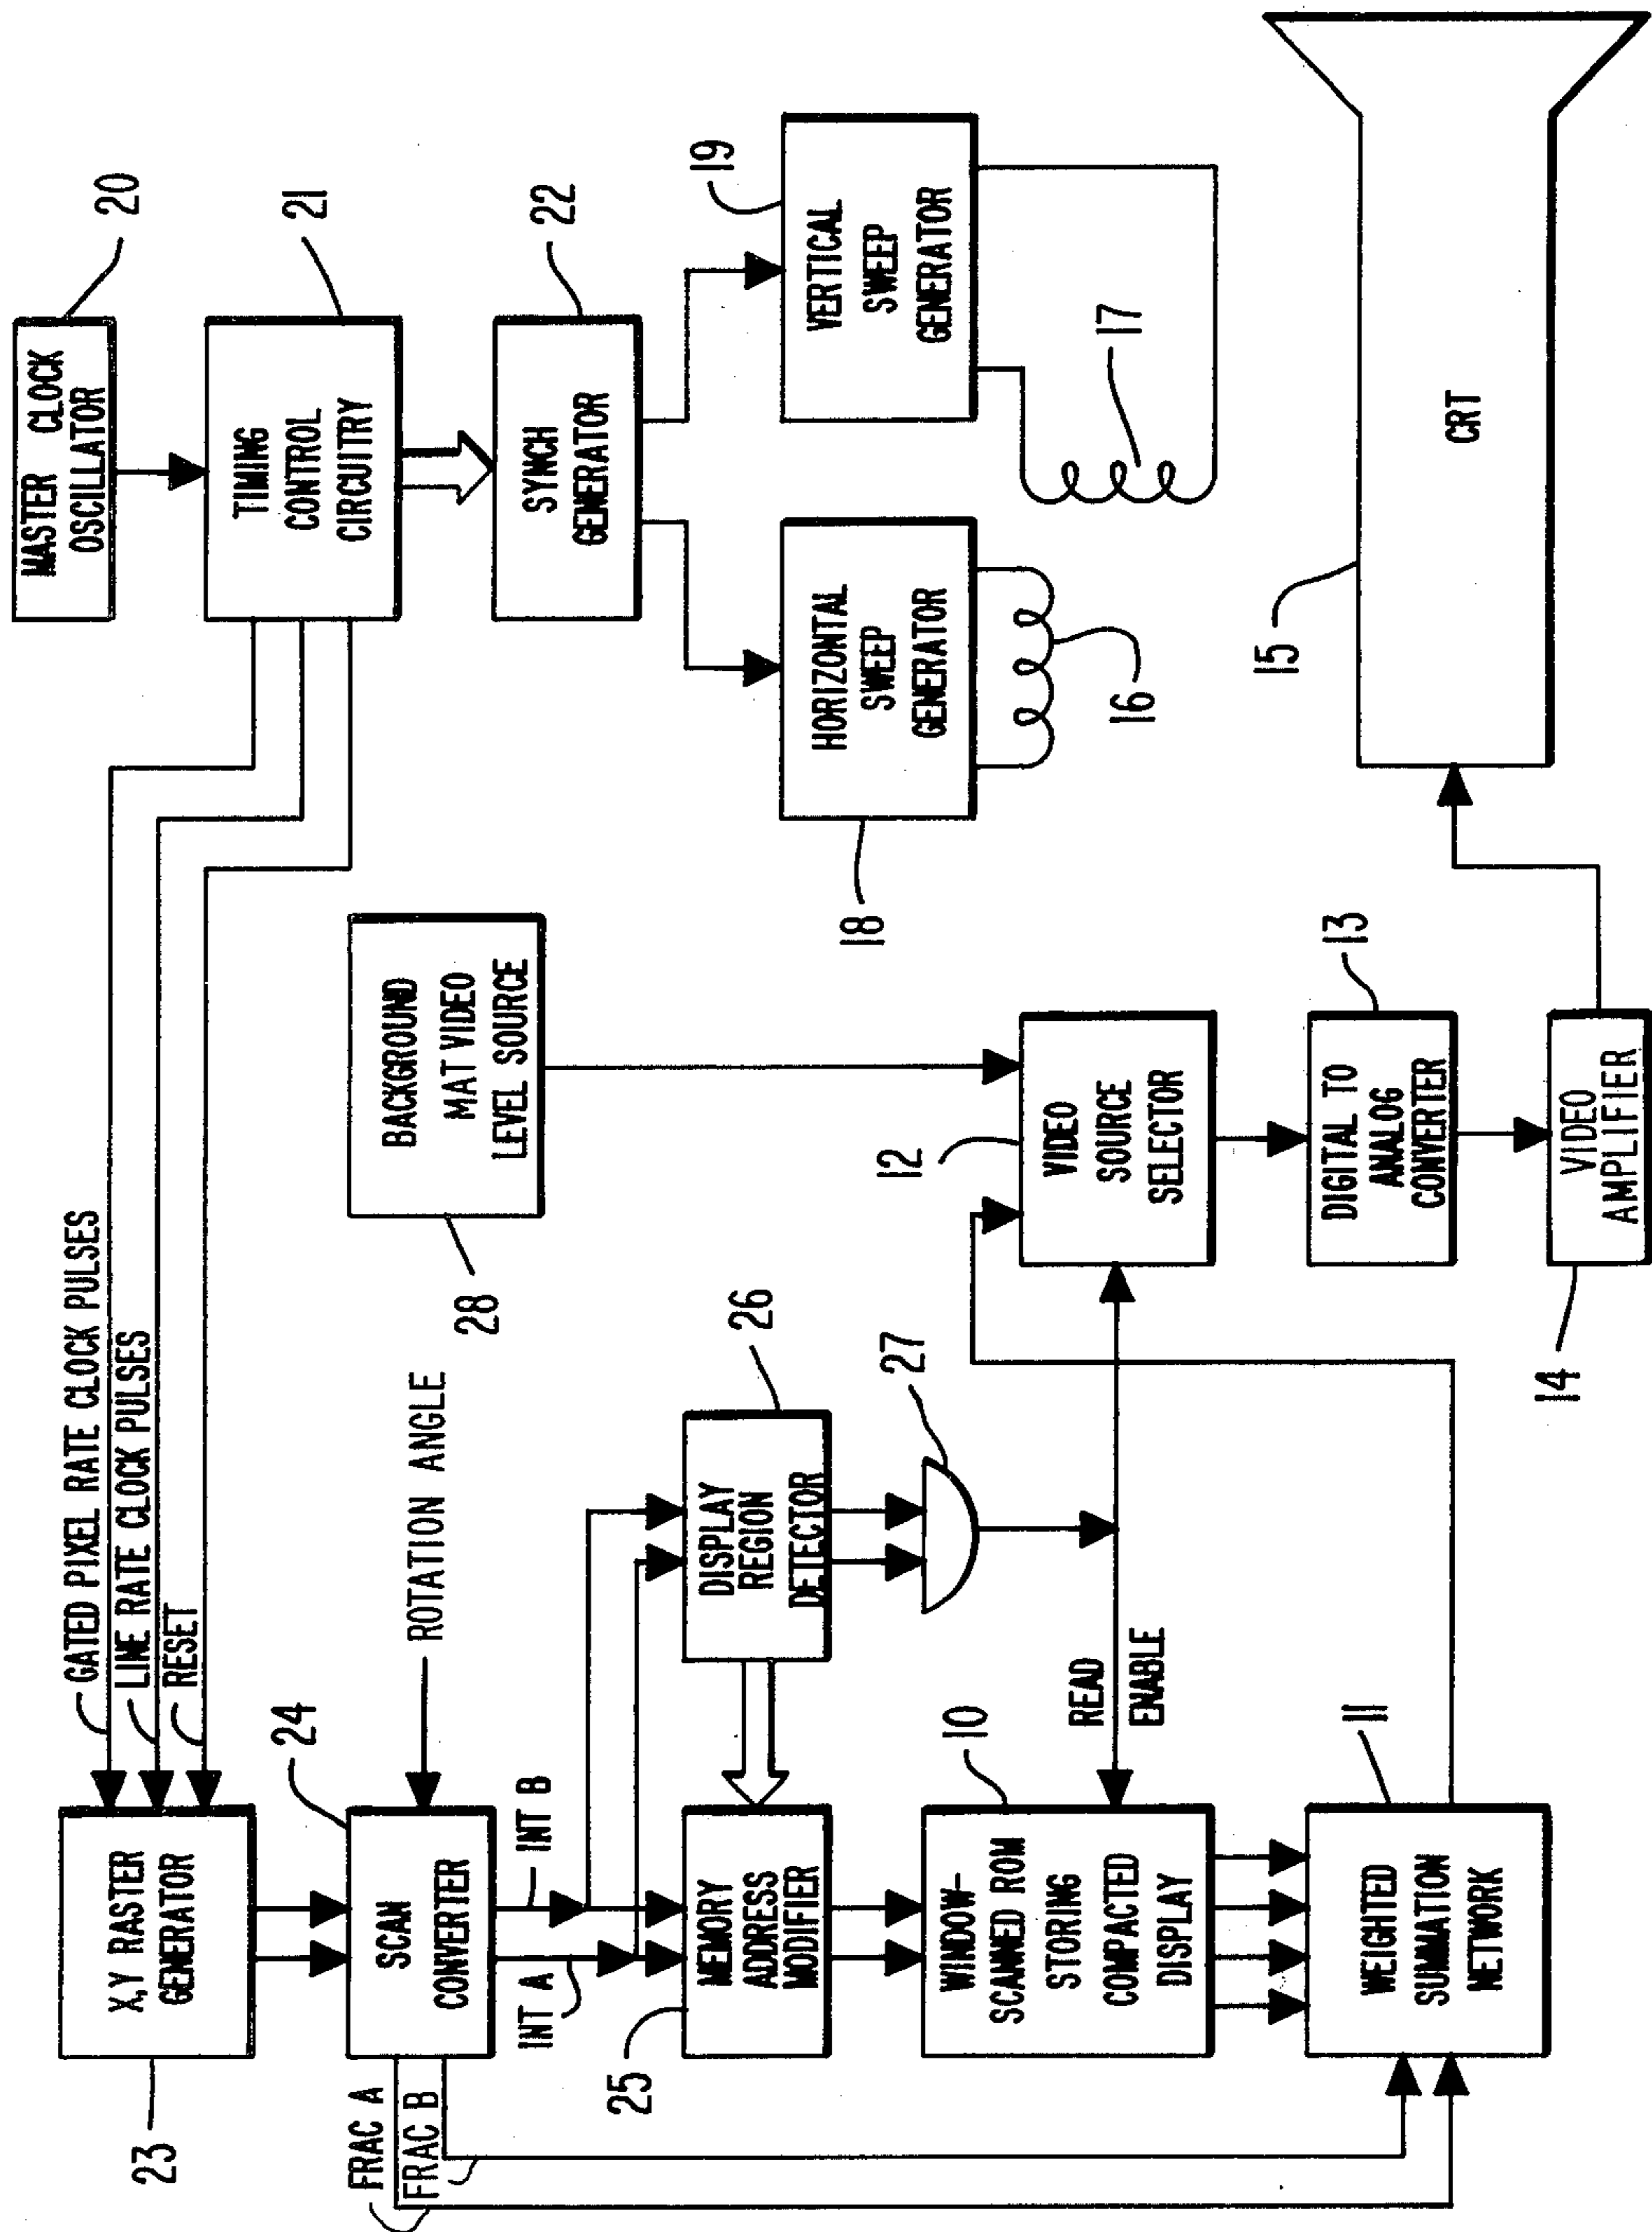 MASTER CLOCK
OSCILLATOR
20
TIMING
CONTROL
CIRCUITRY
21
SYNCH
GENERATOR
22
VERTICAL
SWEEP
GENERATOR
19
17
HORIZONTAL
SWEEP
GENERATOR
18
16
CRT
15
GATED PIXEL RATE CLOCK PULSES
LINE RATE CLOCK PULSES
RESET
X,Y RASTER
GENERATOR
23
BACKGROUND
MAT VIDEO
LEVEL SOURCE
28
ROTATION ANGLE
SCAN
CONVERTER
24
FRAC A
FRAC B
INT A
INT B
MEMORY
ADDRESS
MODIFIER
25
DISPLAY
REGION
DETECTOR
26
27
READ
ENABLE
WINDOW-
SCANNED ROM
STORING
COMPACTED
DISPLAY
10
WEIGHTED
SUMMATION
NETWORK
11
VIDEO
SOURCE
SELECTOR
12
DIGITAL TO
ANALOG
CONVERTER
13
VIDEO
AMPLIFIER
14